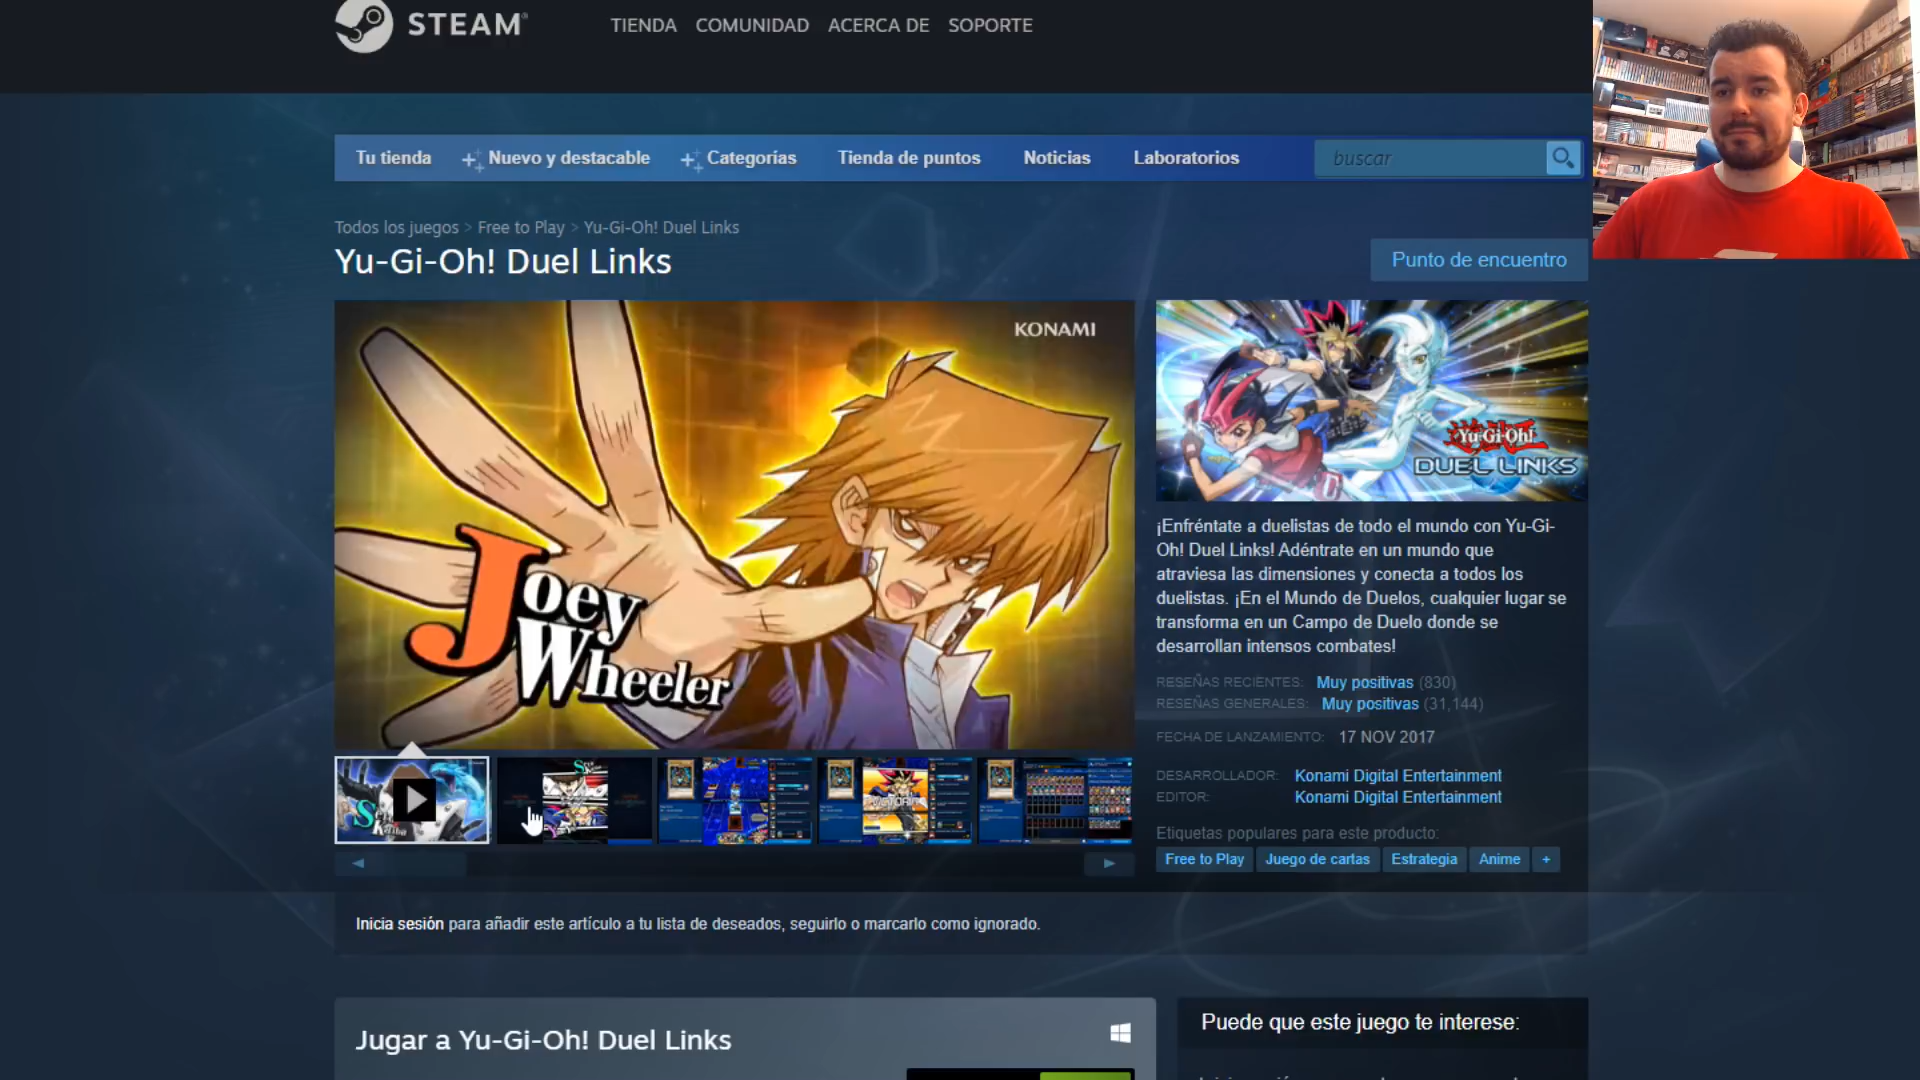 STEAM
TIENDA COMUNIDAD ACERCA DE SOPORTE
Tu tienda Nuevo y destacable Categorías Tienda de puntos Noticias Laboratorios buscar
Todos los juegos > Free to Play > Yu-Gi-Oh! Duel Links
Yu-Gi-Oh! Duel Links
Punto de encuentro
KONAMI
Joey
Wheeler
Yu-Gi-Oh!
DUEL LINKS
¡Enfréntate a duelistas de todo el mundo con Yu-Gi-
Oh! Duel Links! Adéntrate en un mundo que
atraviesa las dimensiones y conecta a todos los
duelistas. ¡En el Mundo de Duelos, cualquier lugar se
transforma en un Campo de Duelo donde se
desarrollan intensos combates!
RESEÑAS RECIENTES: Muy positivas (830)
RESEÑAS GENERALES: Muy positivas (31,144)
FECHA DE LANZAMIENTO: 17 NOV 2017
DESARROLLADOR: Konami Digital Entertainment
EDITOR: Konami Digital Entertainment
Etiquetas populares para este producto:
Free to Play Juego de cartas Estrategia Anime +
Inicia sesión para añadir este artículo a tu lista de deseados, seguirlo o marcarlo como ignorado.
Jugar a Yu-Gi-Oh! Duel Links
Puede que este juego te interese: